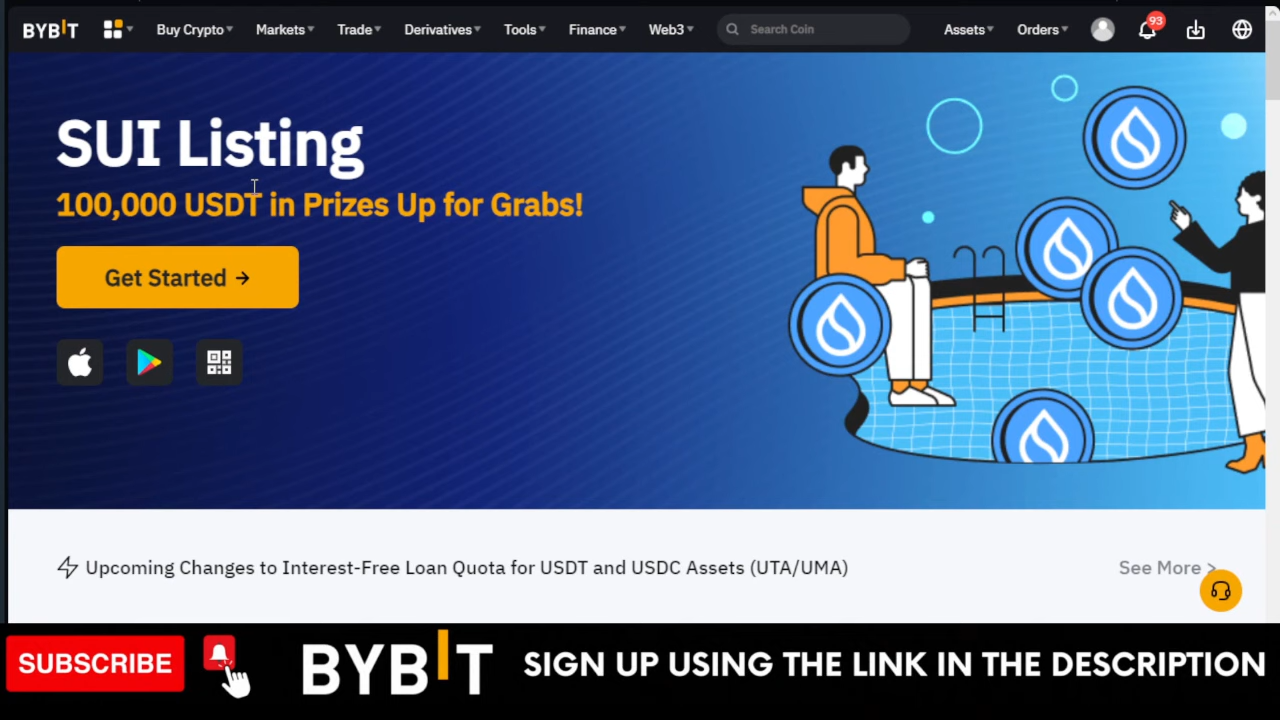 BYBIT Buy Crypto Markets Trade Derivatives Tools Finance Web3 Search Coin Assets Orders 93
SUI Listing
100,000 USDT in Prizes Up for Grabs!
Get Started →
Upcoming Changes to Interest-Free Loan Quota for USDT and USDC Assets (UTA/UMA) See More >
SUBSCRIBE BYBIT SIGN UP USING THE LINK IN THE DESCRIPTION